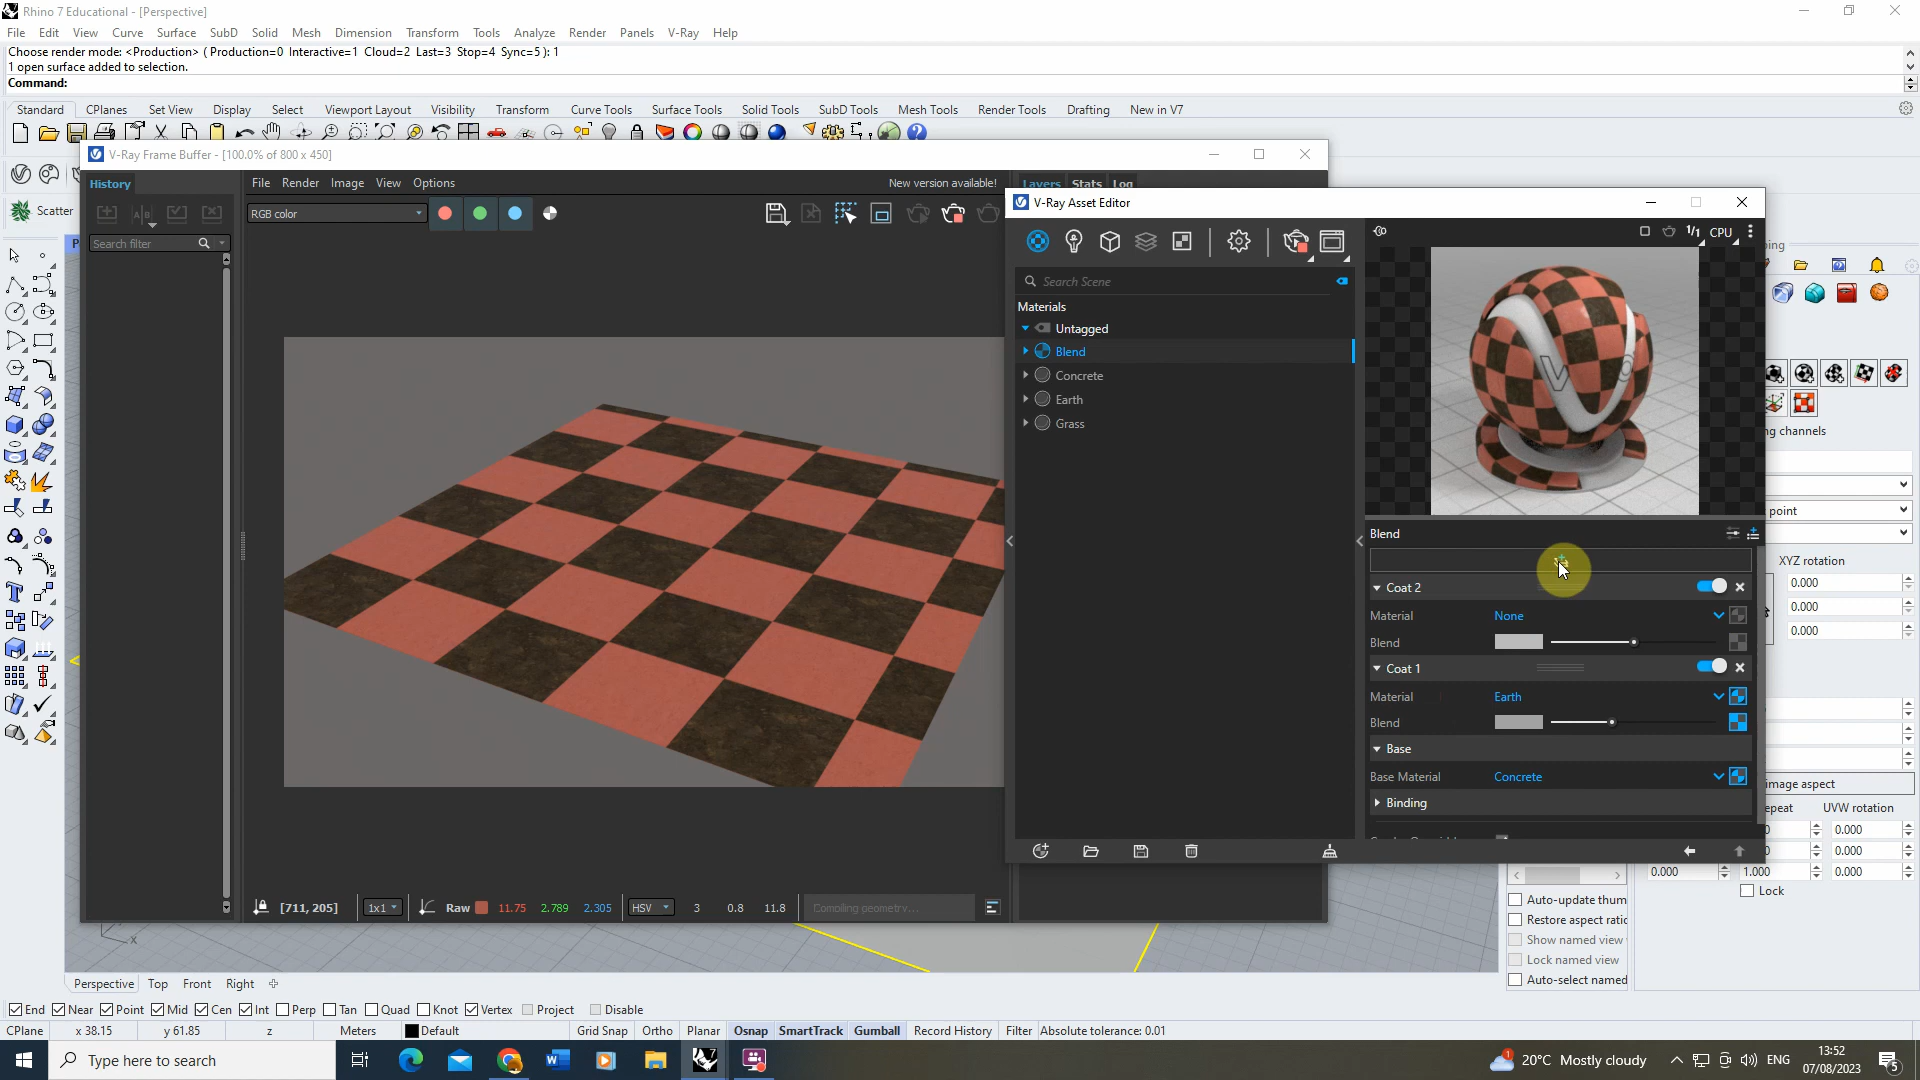 Rhino 7 Educational - [Perspective]
File Edit View Curve Surface SubD Solid Mesh Dimension Transform Tools Analyze Render Panels V-Ray Help
Choose render mode: <Production> ( Production=0 Interactive=1 Cloud=2 Last=3 Stop=4 Sync=5 ): 1
1 open surface added to selection.
Command:
Standard CPlanes Set View Display Select Viewport Layout Visibility Transform Curve Tools Surface Tools Solid Tools SubD Tools Mesh Tools Render Tools Drafting New in V7
V-Ray Frame Buffer - [100.0% of 800 x 450]
History File Render Image View Options New version available! Layers Stats Log
Scatter
RGB color
Search filter
V-Ray Asset Editor
1/1 CPU
Search Scene
Materials
Untagged
Blend
Concrete
Earth
Grass
Blend
Coat 2
Material None
Blend
Coat 1
Material Earth
Blend
Base
Base Material Concrete
Binding
ng channels
point
XYZ rotation
0.000
0.000
0.000
image aspect
epeat UVW rotation
0 0.000
0 0.000
0.000 1.000 0.000
Lock
[711, 205] 1x1 Raw 11.75 2.789 2.305 HSV 3 0.8 11.8 Compiling geometry...
Auto-update thum
Restore aspect ratio
Show named view
Lock named view
Auto-select named
x
Perspective Top Front Right
End Near Point Mid Cen Int Perp Tan Quad Knot Vertex Project Disable
CPlane x 38.15 y 61.85 z Meters Default Grid Snap Ortho Planar Osnap SmartTrack Gumball Record History Filter Absolute tolerance: 0.01
Type here to search
1 20°C Mostly cloudy ENG 13:52
07/08/2023 5